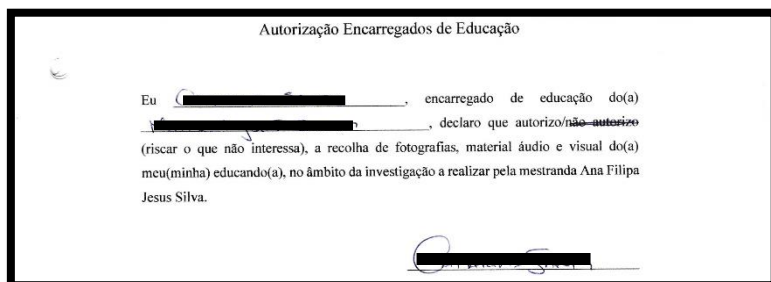 Autorização Encarregados de Educação
Eu , encarregado de educação do(a)
, declaro que autorizo/não autorizo
(riscar o que não interessa), a recolha de fotografias, material áudio e visual do(a)
meu(minha) educando(a), no âmbito da investigação a realizar pela mestranda Ana Filipa
Jesus Silva.